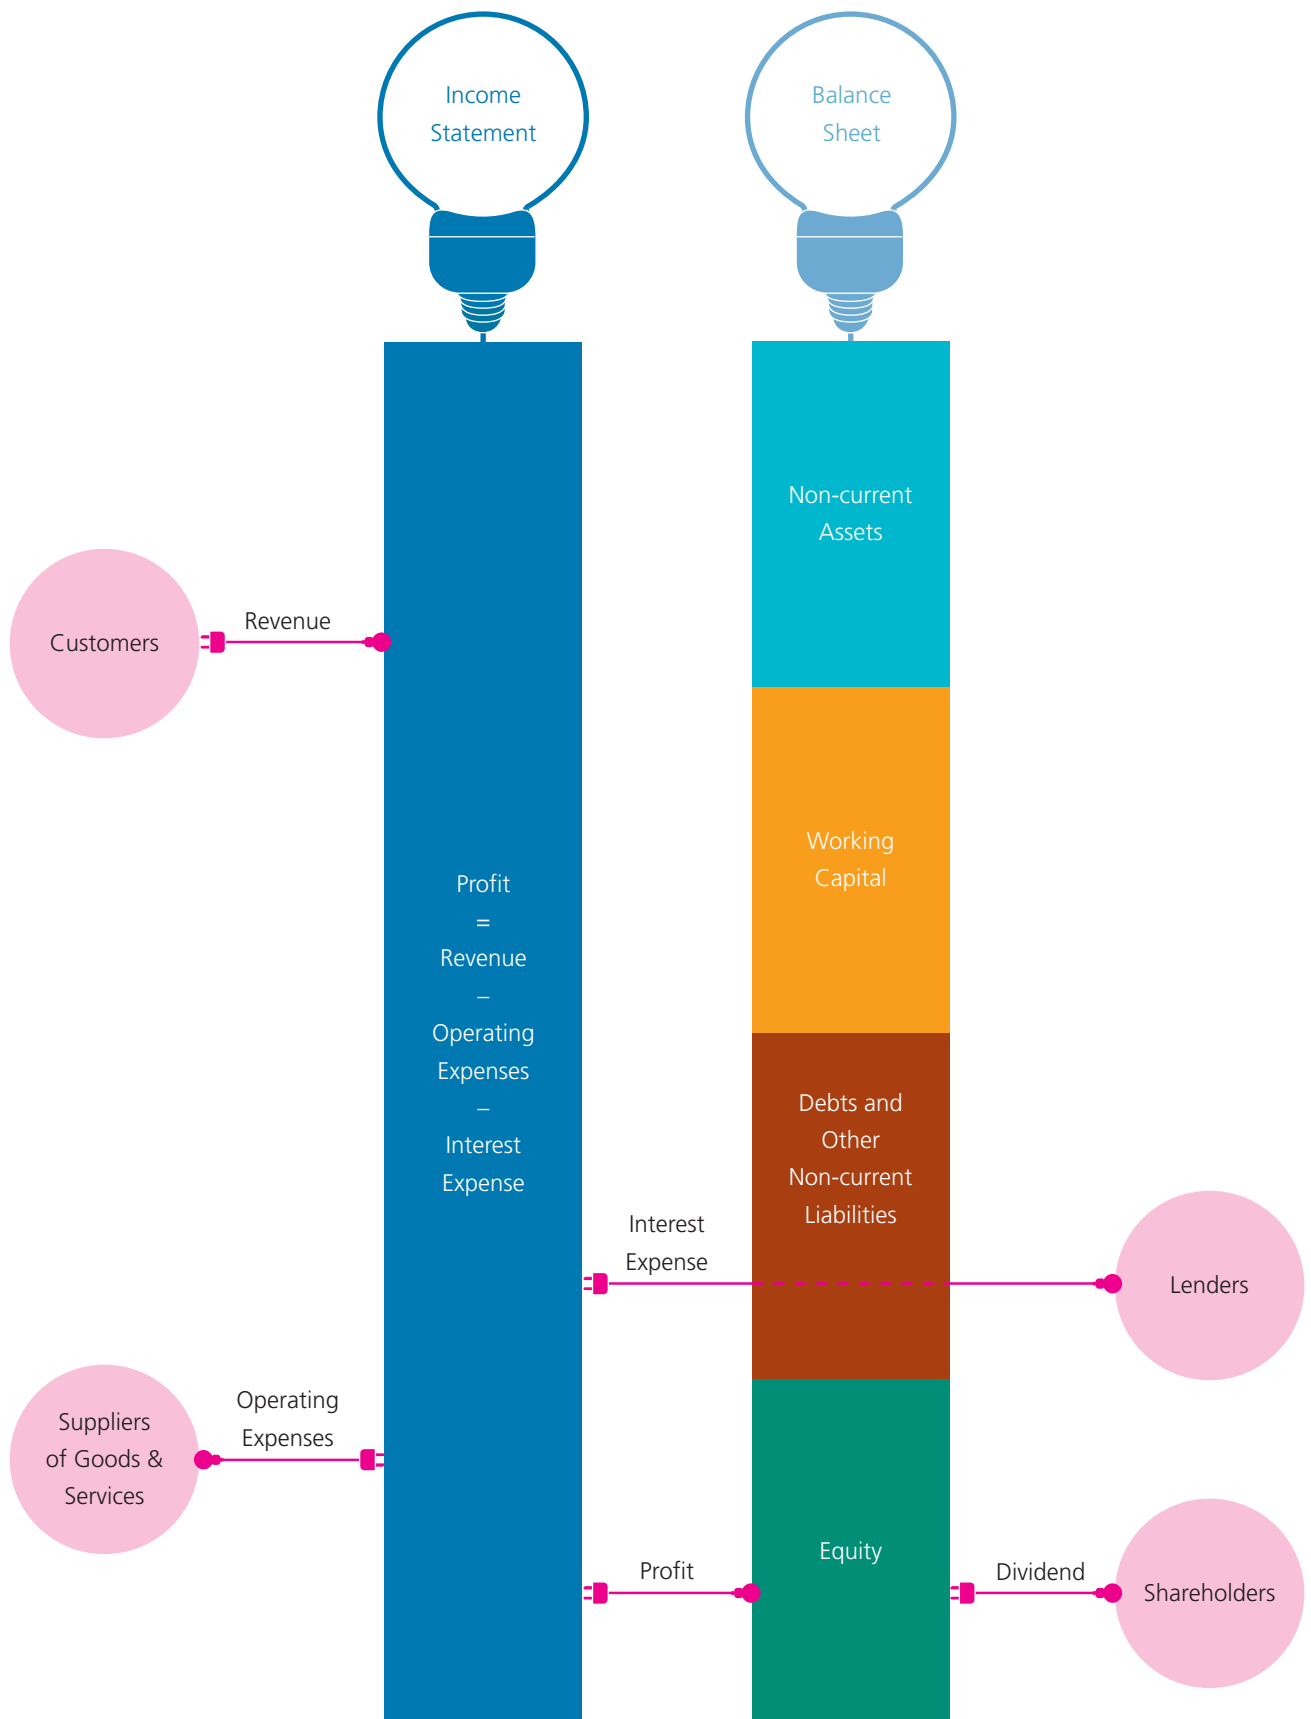 Income
Statement
Balance
Sheet
Non-current
Assets
Customers
Revenue
Working
Capital
Profit
=
Revenue
–
Operating
Expenses
–
Interest
Expense
Debts and
Other
Non-current
Liabilities
Interest
Expense
Lenders
Suppliers
of Goods &
Services
Operating
Expenses
Equity
Profit
Dividend
Shareholders